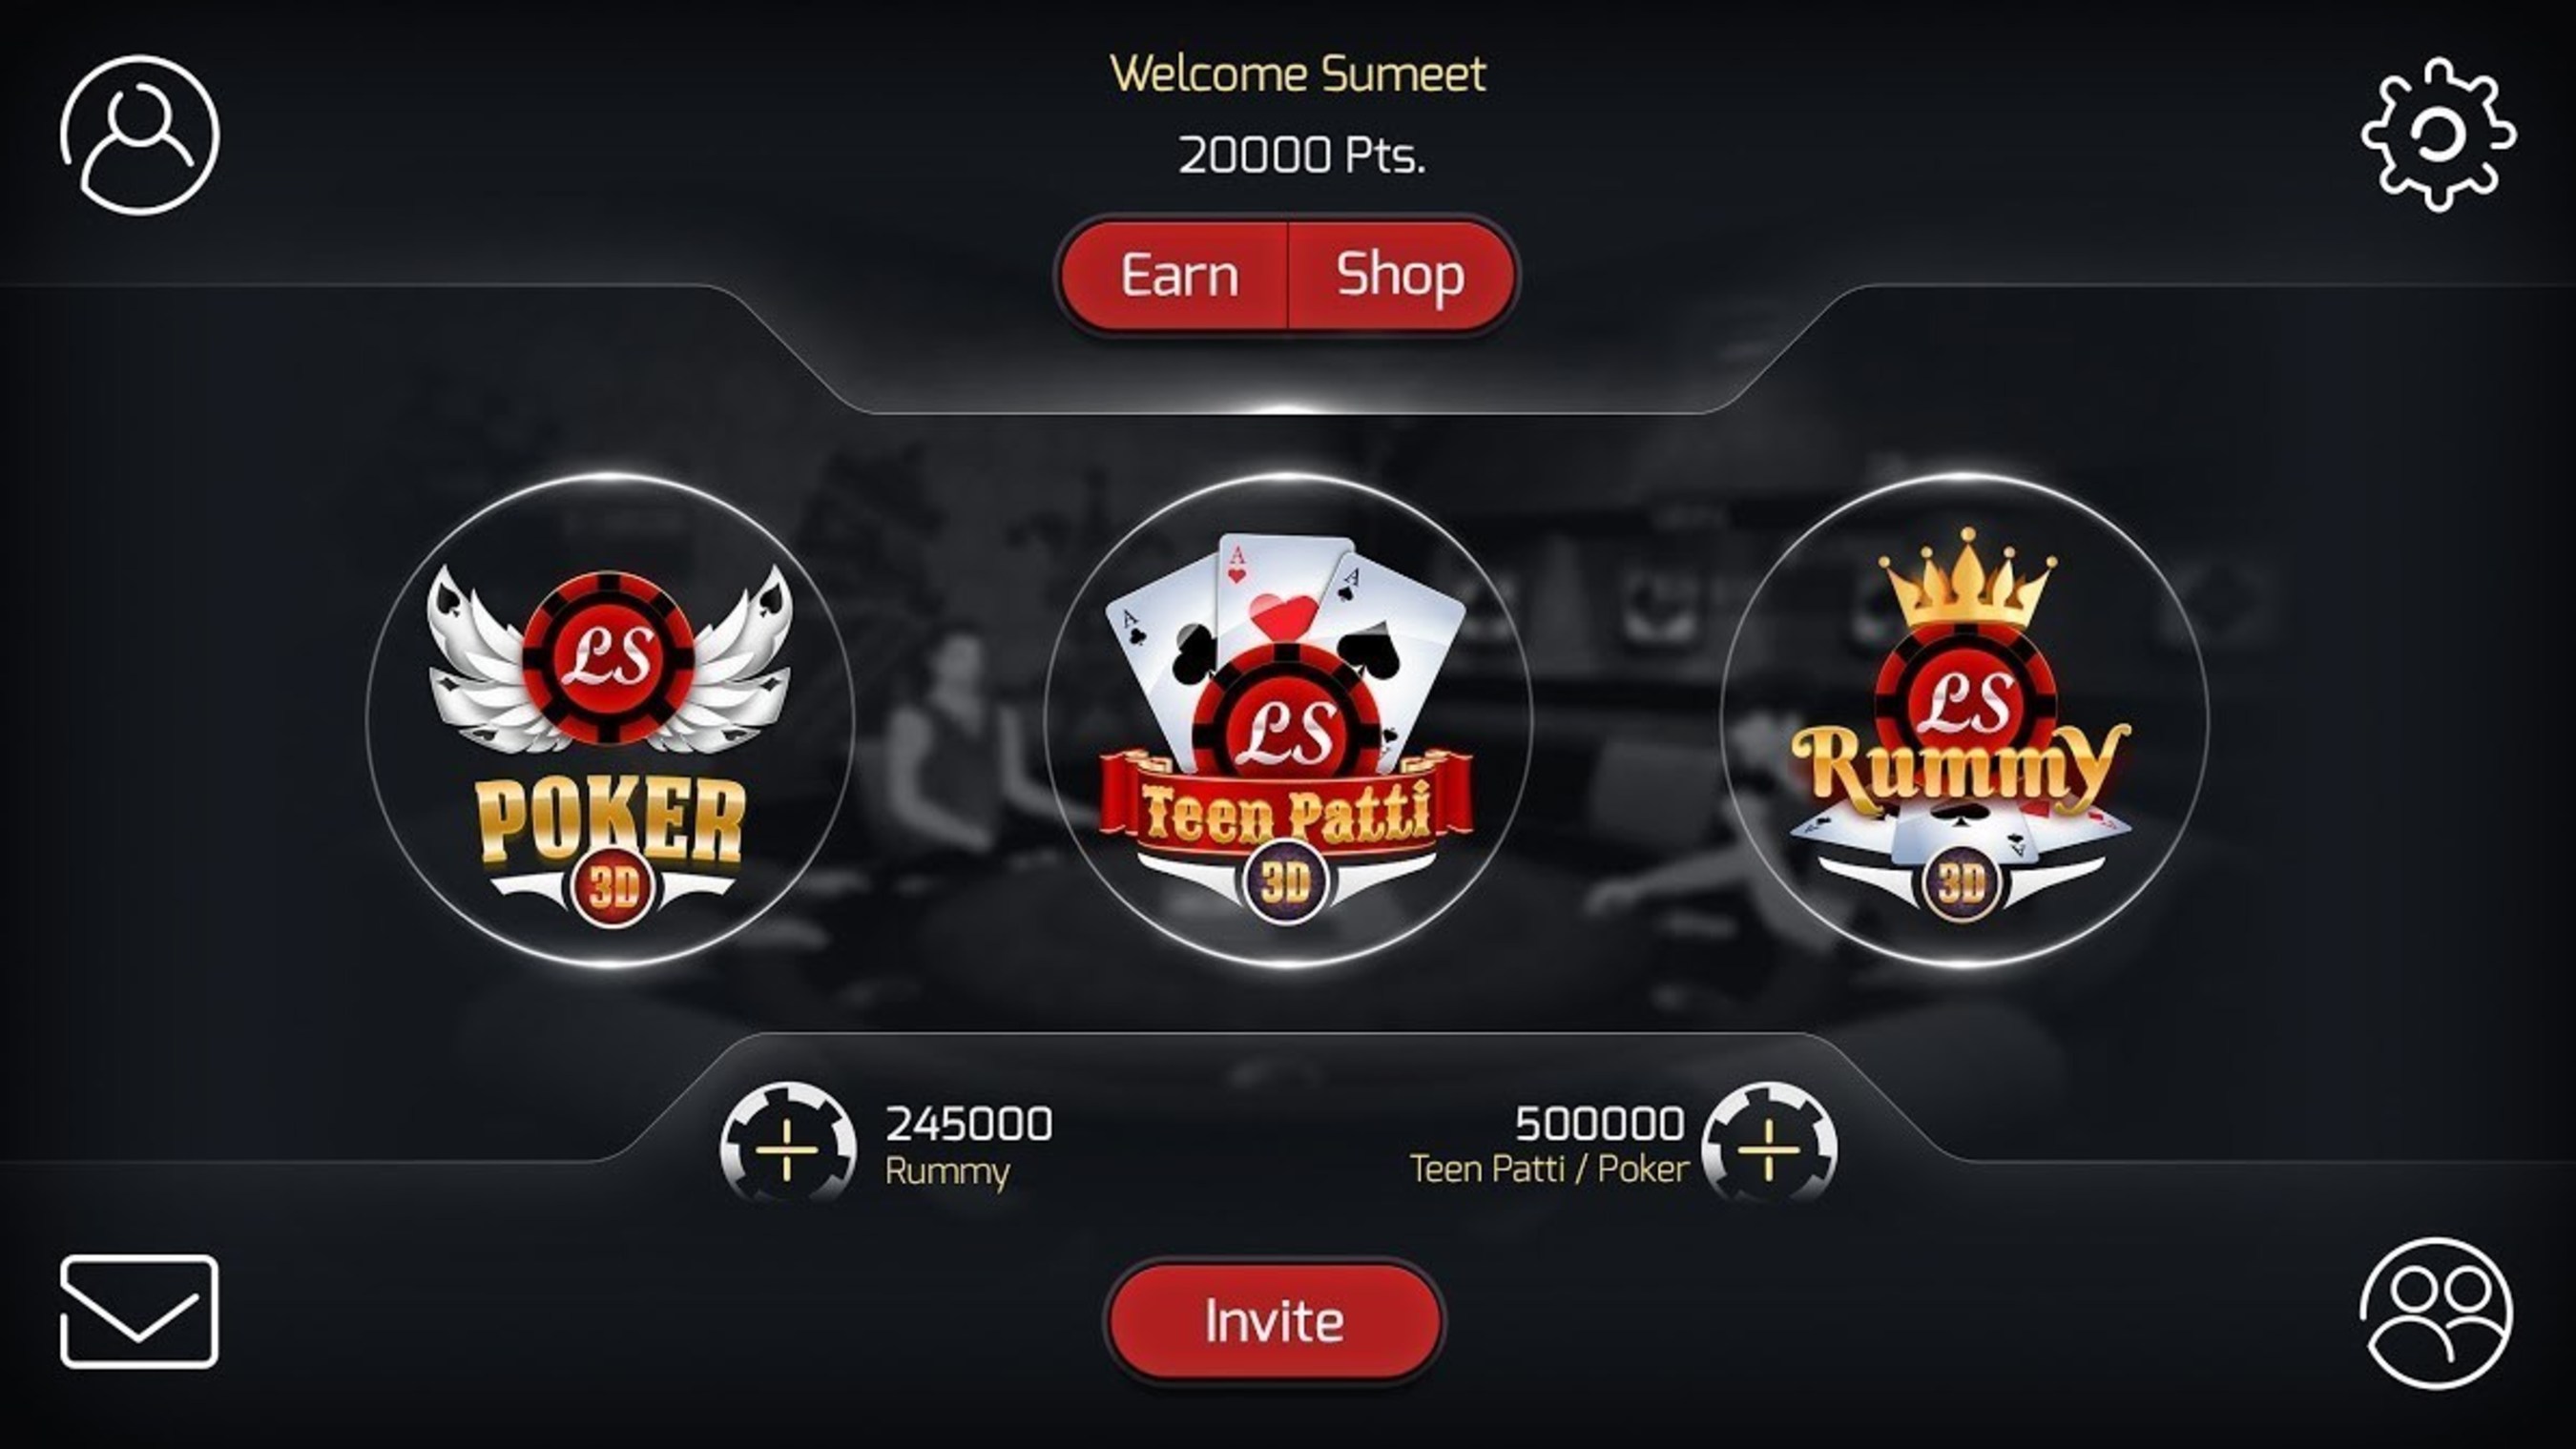 Welcome Sumeet
20000 Pts.
Earn
Shop
LS
POKER
3D
A
A
A
LS
Teen Patti
3D
LS
Rummy
A
3D
245000
Rummy
500000
Teen Patti / Poker
Invite